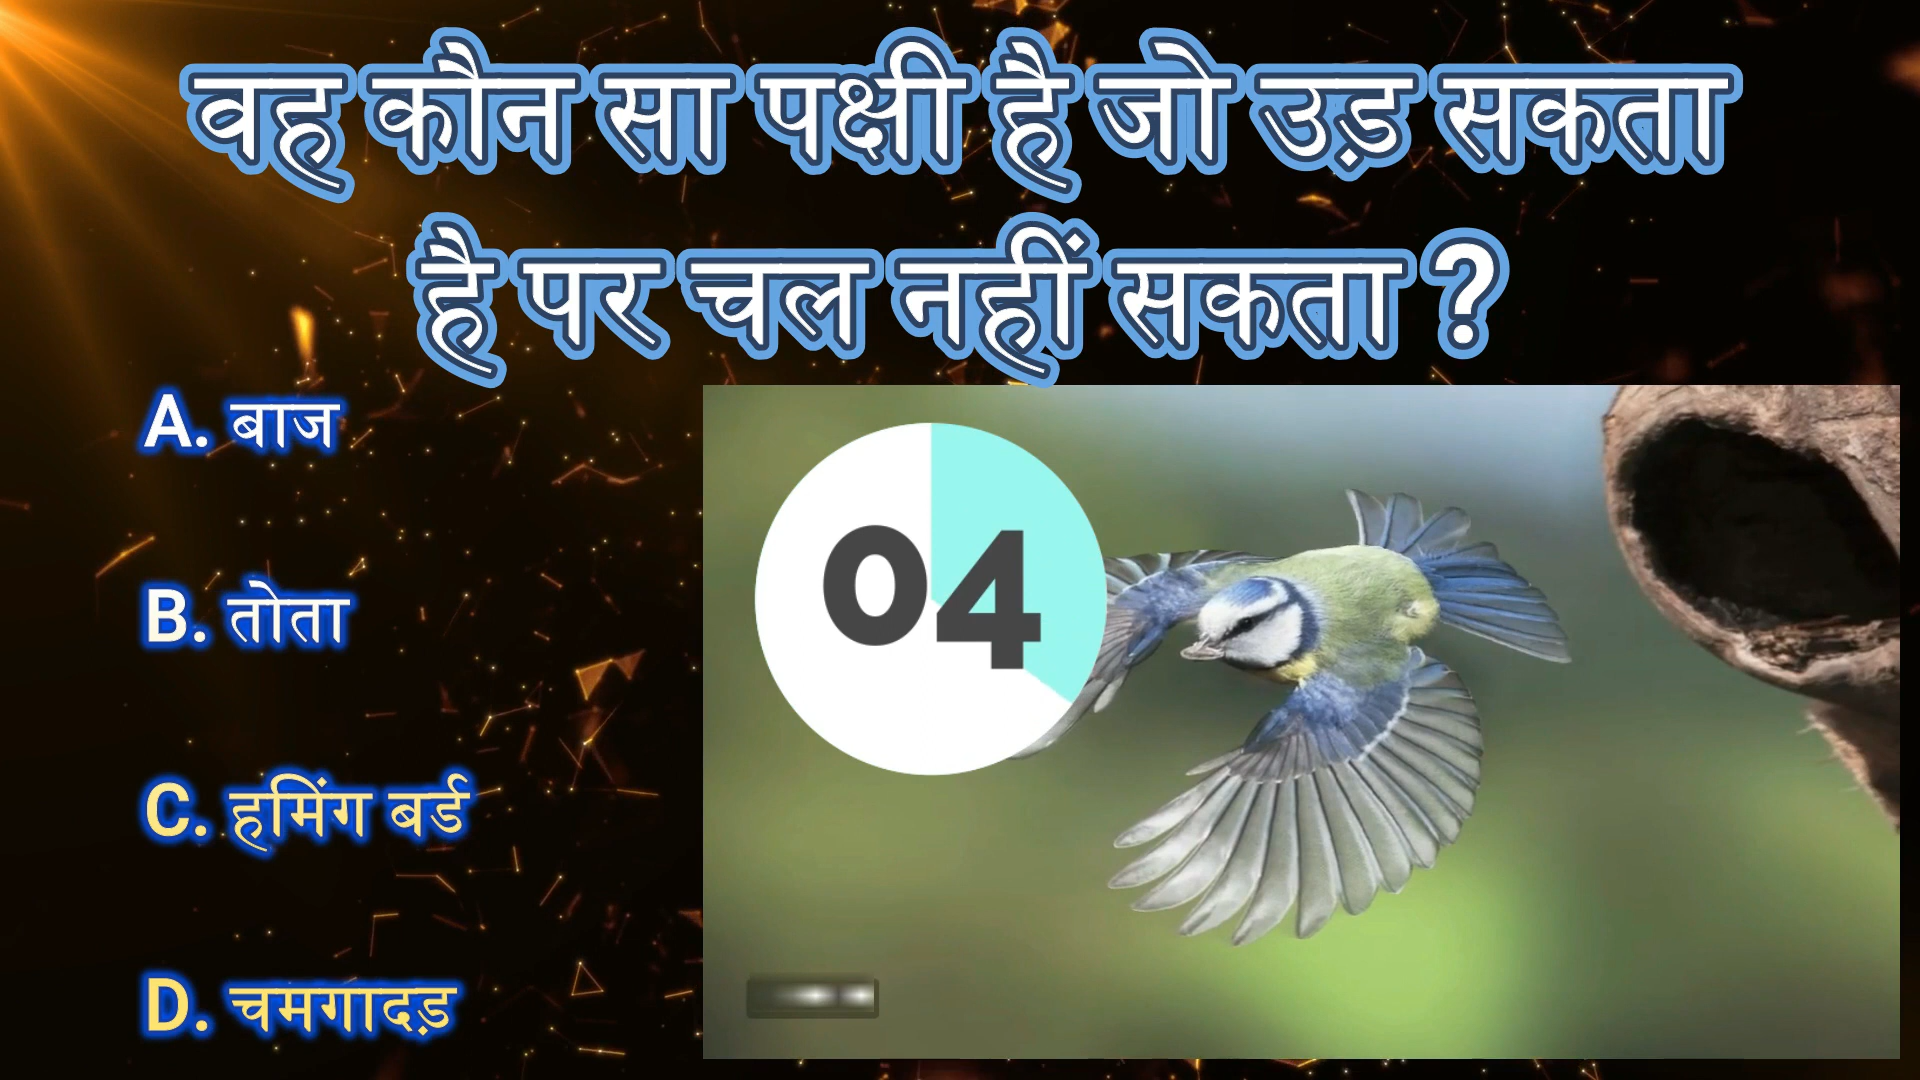 वह कौन सा पक्षी है जो उड़ सकता
है पर चल नहीं सकता ?
A. बाज
B. तोता
C. हमिंग बर्ड
D. चमगादड़
04